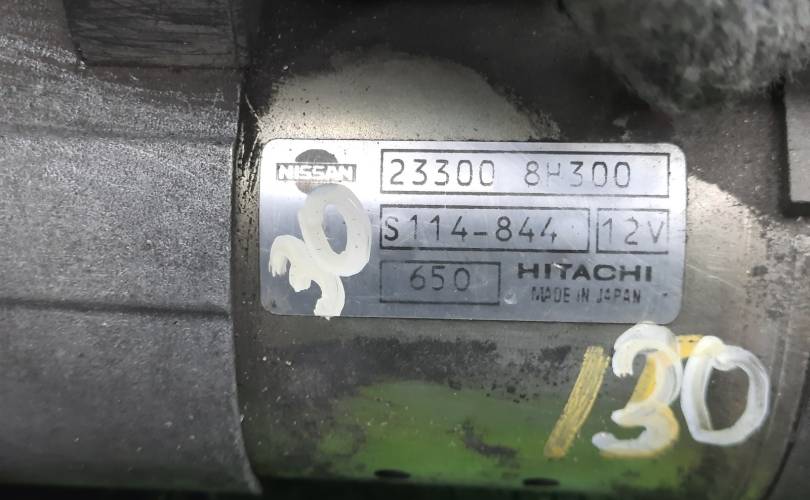 NISSAN 23300 8H300
S114-844 12V
30
650 HITACHI
MADE IN JAPAN
130